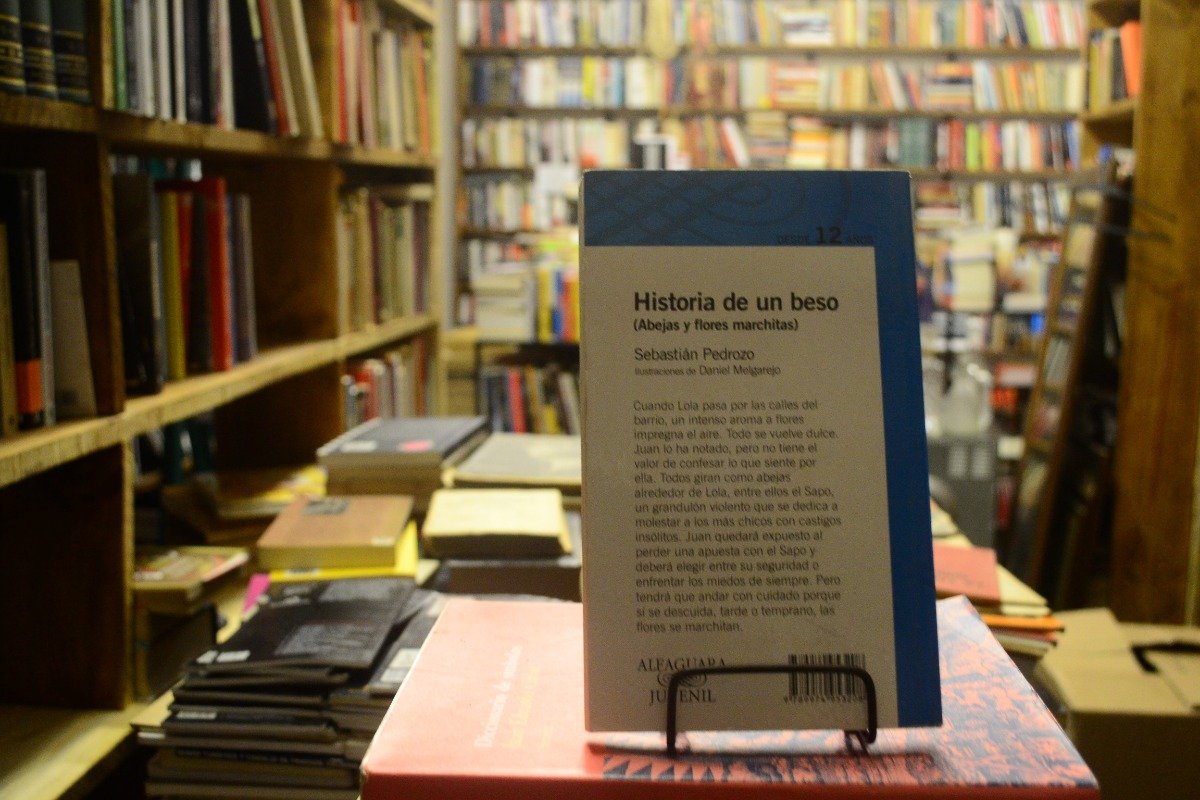 DESDE 12 AÑOS
Historia de un beso
(Abejas y flores marchitas)
Sebastián Pedrozo
Ilustraciones de Daniel Melgarejo
Cuando Lola pasa por las calles del
barrio, un intenso aroma a flores
impregna el aire. Todo se vuelve dulce.
Juan lo ha notado, pero no tiene el
valor de confesar lo que siente por
ella. Todos giran como abejas
alrededor de Lola, entre ellos el Sapo,
un grandulón violento que se dedica a
molestar a los más chicos con castigos
insólitos. Juan quedará expuesto al
perder una apuesta con el Sapo y
deberá elegir entre su seguridad o
enfrentar los miedos de siempre. Pero
tendrá que andar con cuidado porque
si se descuida, tarde o temprano, las
flores se marchitan.
ALFAGUARA
JUVENIL